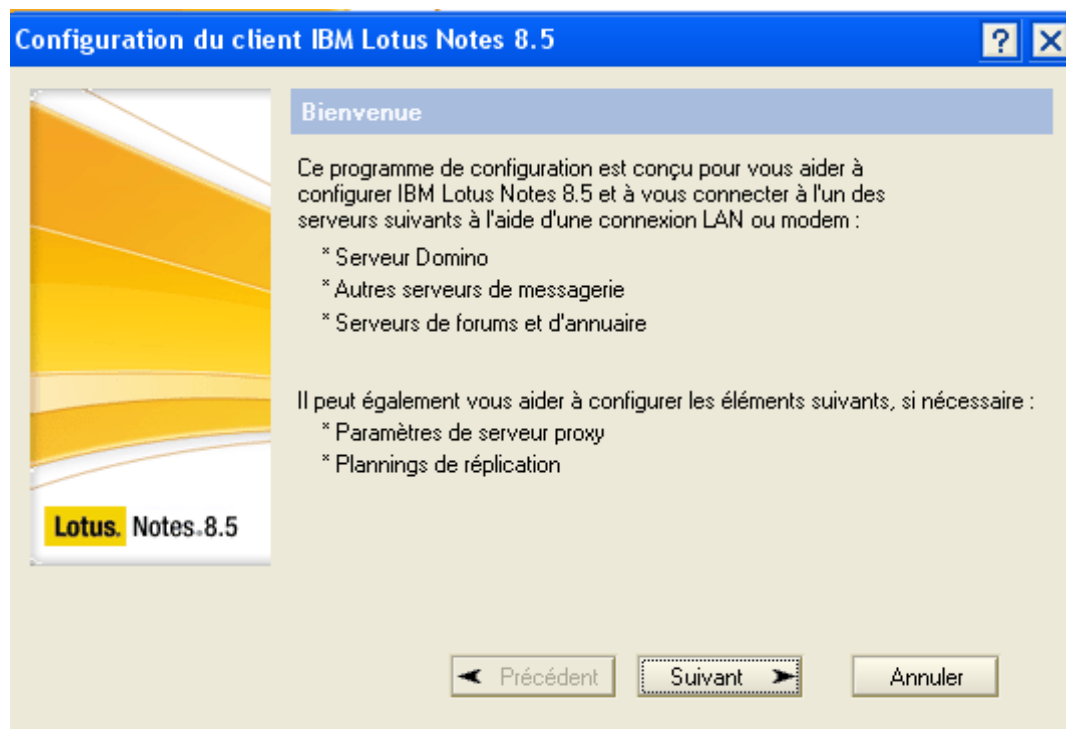 Configuration du client IBM Lotus Notes 8.5
Bienvenue
Ce programme de configuration est conçu pour vous aider à
configurer IBM Lotus Notes 8.5 et à vous connecter à l'un des
serveurs suivants à l'aide d'une connexion LAN ou modem :
* Serveur Domino
* Autres serveurs de messagerie
* Serveurs de forums et d'annuaire
Il peut également vous aider à configurer les éléments suivants, si nécessaire :
* Paramètres de serveur proxy
* Plannings de réplication
Lotus. Notes.8.5
Précédent
Suivant
Annuler